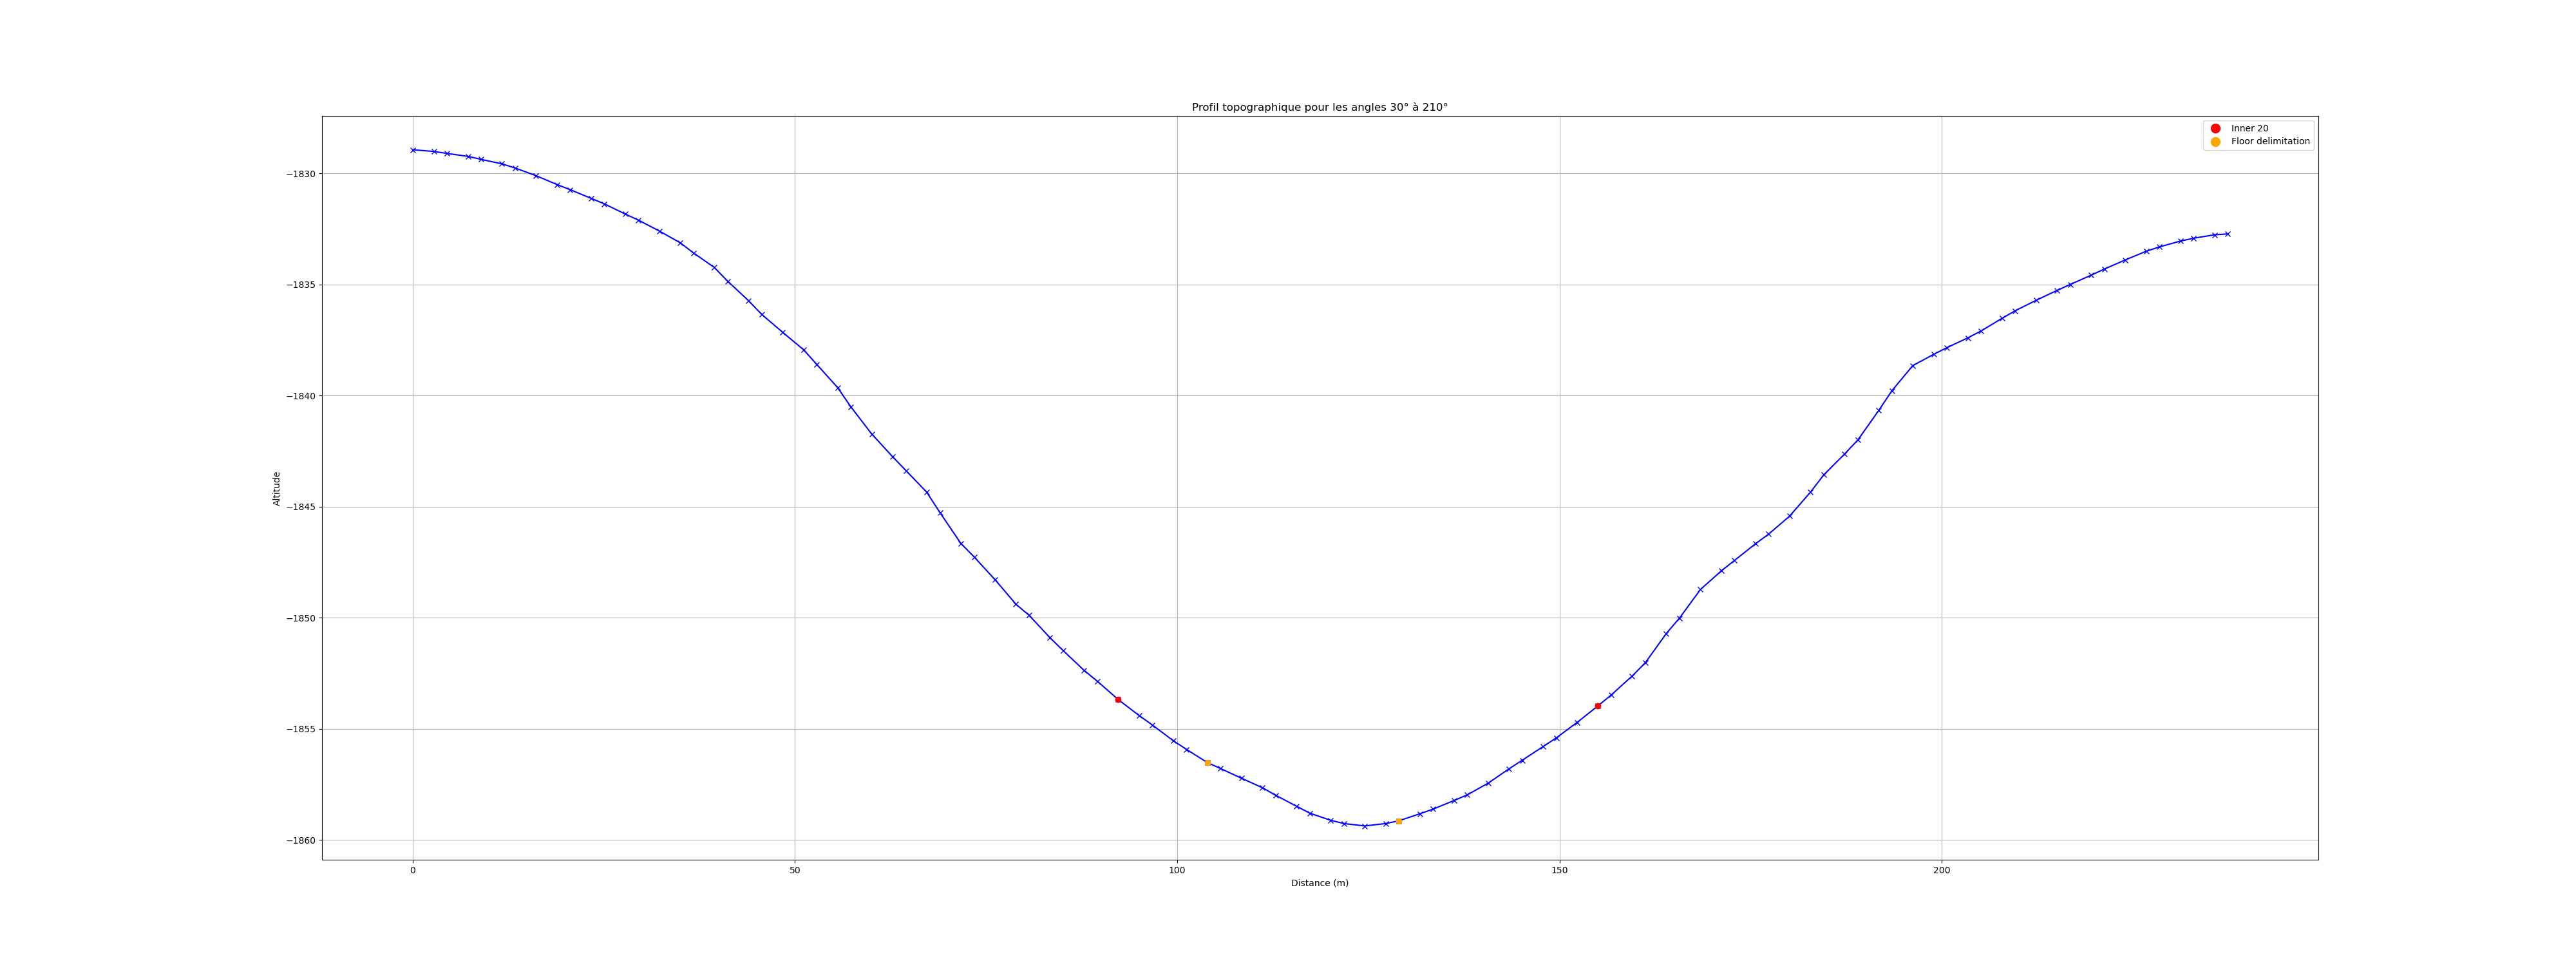 Profil topographique pour les angles 30° à 210°
Inner 20
Floor delimitation
−1830
−1835
−1840
−1845
−1850
−1855
−1860
Altitude
0
50
100
150
200
Distance (m)